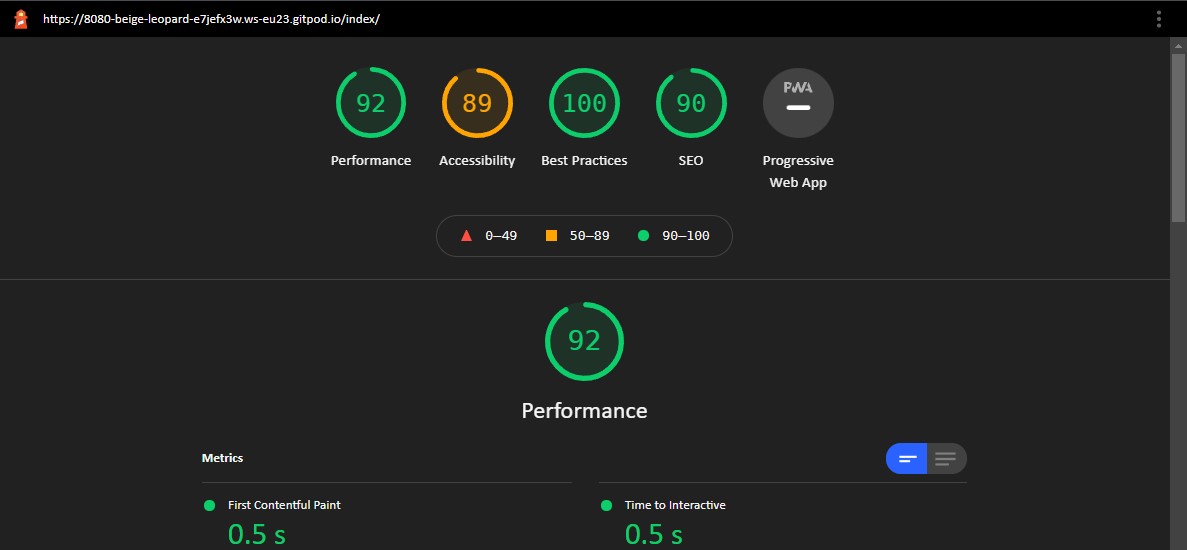 https://8080-beige-leopard-e7jefx3w.ws-eu23.gitpod.io/index/
92 89 100 90 PWA
Performance Accessibility Best Practices SEO Progressive
Web App
0–49 50–89 90–100
92
Performance
Metrics
First Contentful Paint Time to Interactive
0.5 s 0.5 s